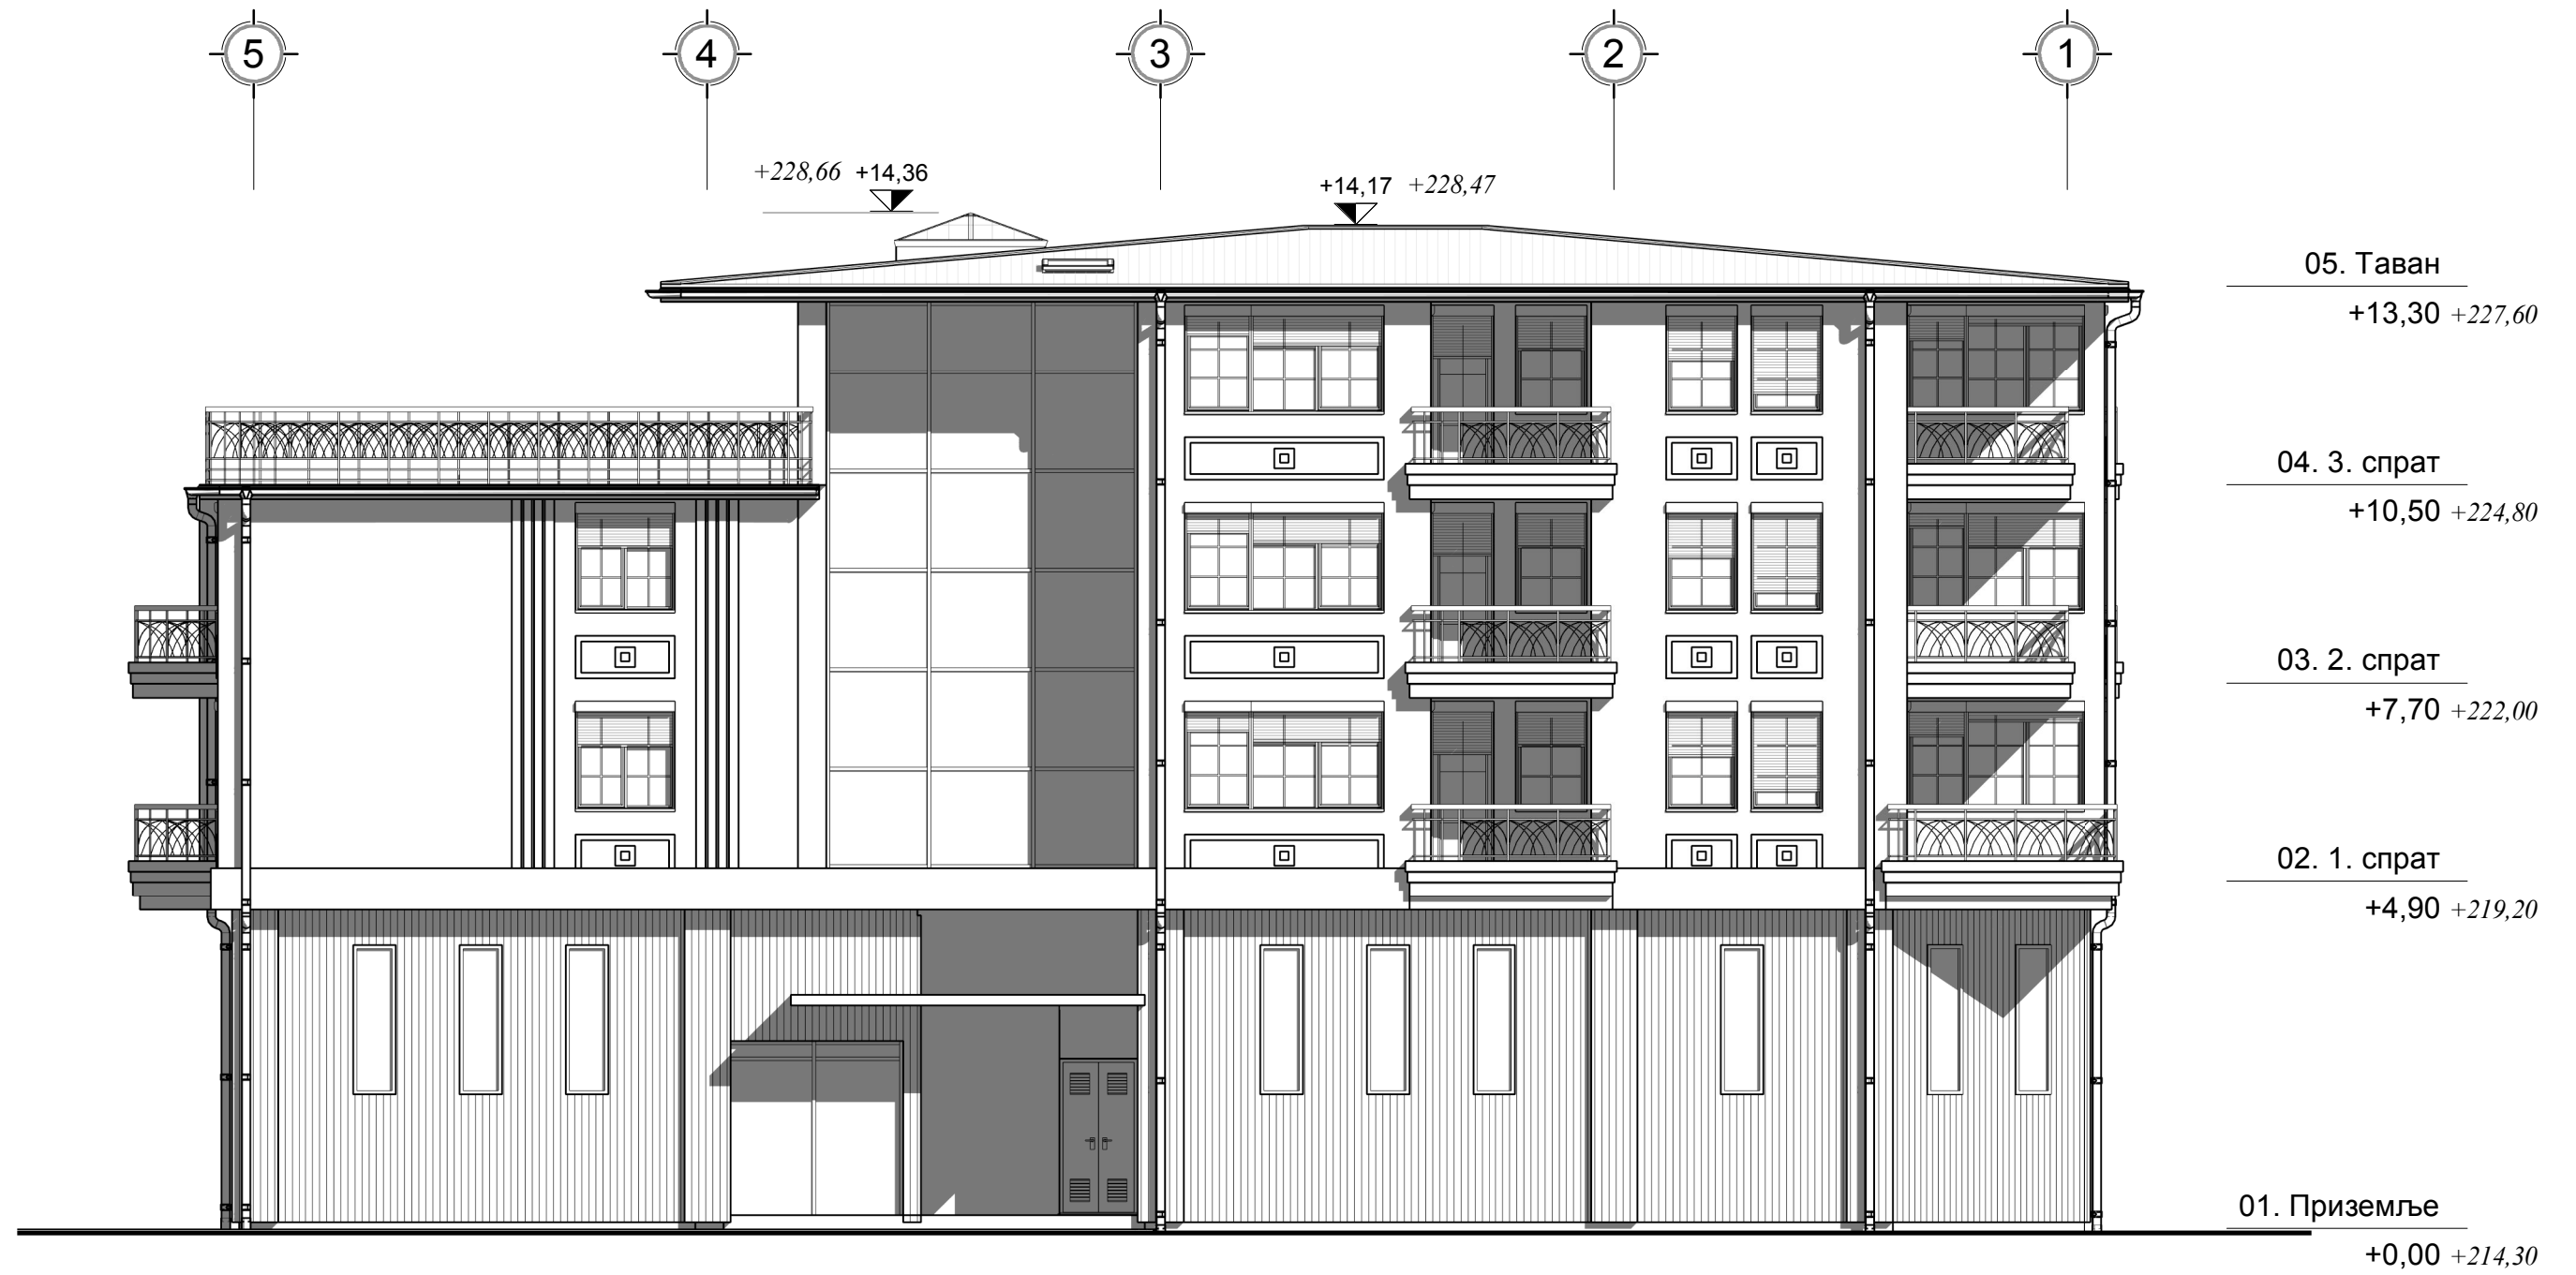 5 4 3 2 1
+228,66 +14,36
+14,17 +228,47
05. Таван
+13,30 +227,60
04. 3. спрат
+10,50 +224,80
03. 2. спрат
+7,70 +222,00
02. 1. спрат
+4,90 +219,20
01. Приземље
+0,00 +214,30